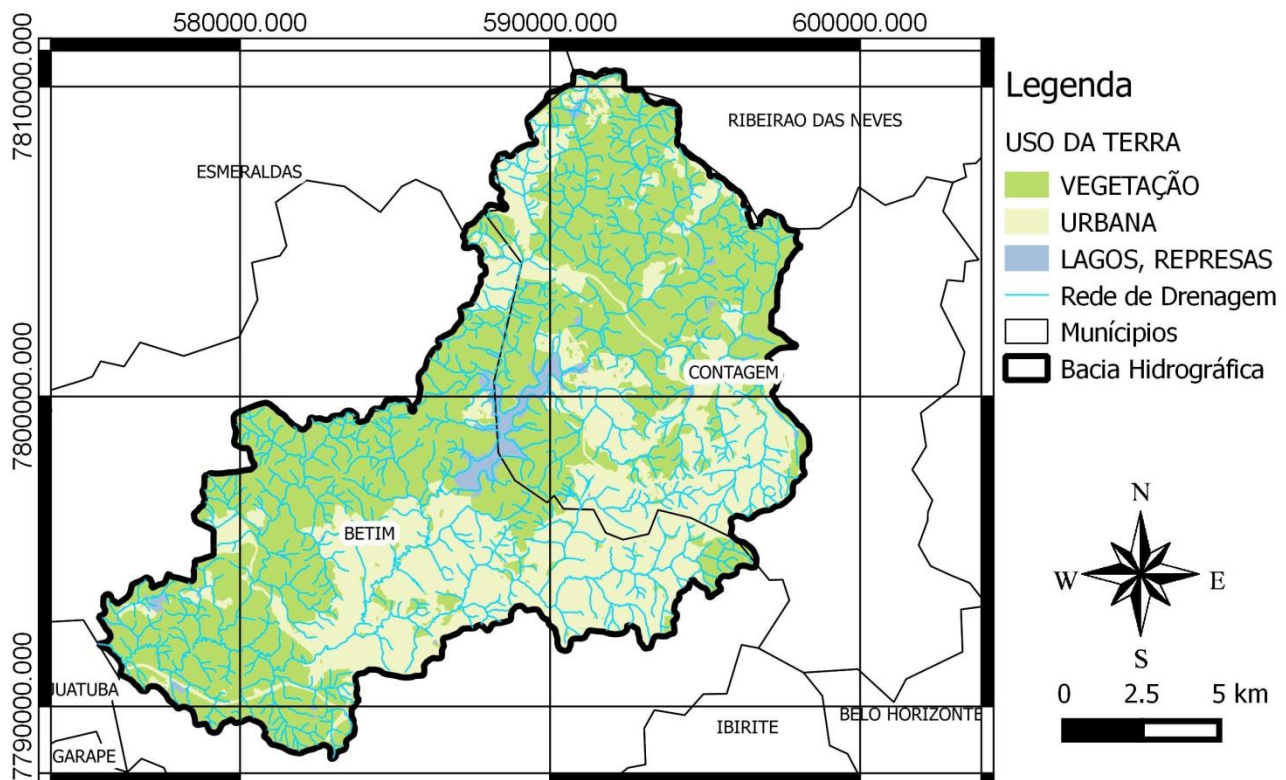 580000.000 590000.000 600000.000
7810000.000
7800000.000
7790000.000
RIBEIRAO DAS NEVES
ESMERALDAS
CONTAGEM
BETIM
JUATUBA
GARAPE
IBIRITE
BELO HORIZONTE
Legenda
USO DA TERRA
VEGETAÇÃO
URBANA
LAGOS, REPRESAS
Rede de Drenagem
Munícipios
Bacia Hidrográfica
N
W E
S
0 2.5 5 km